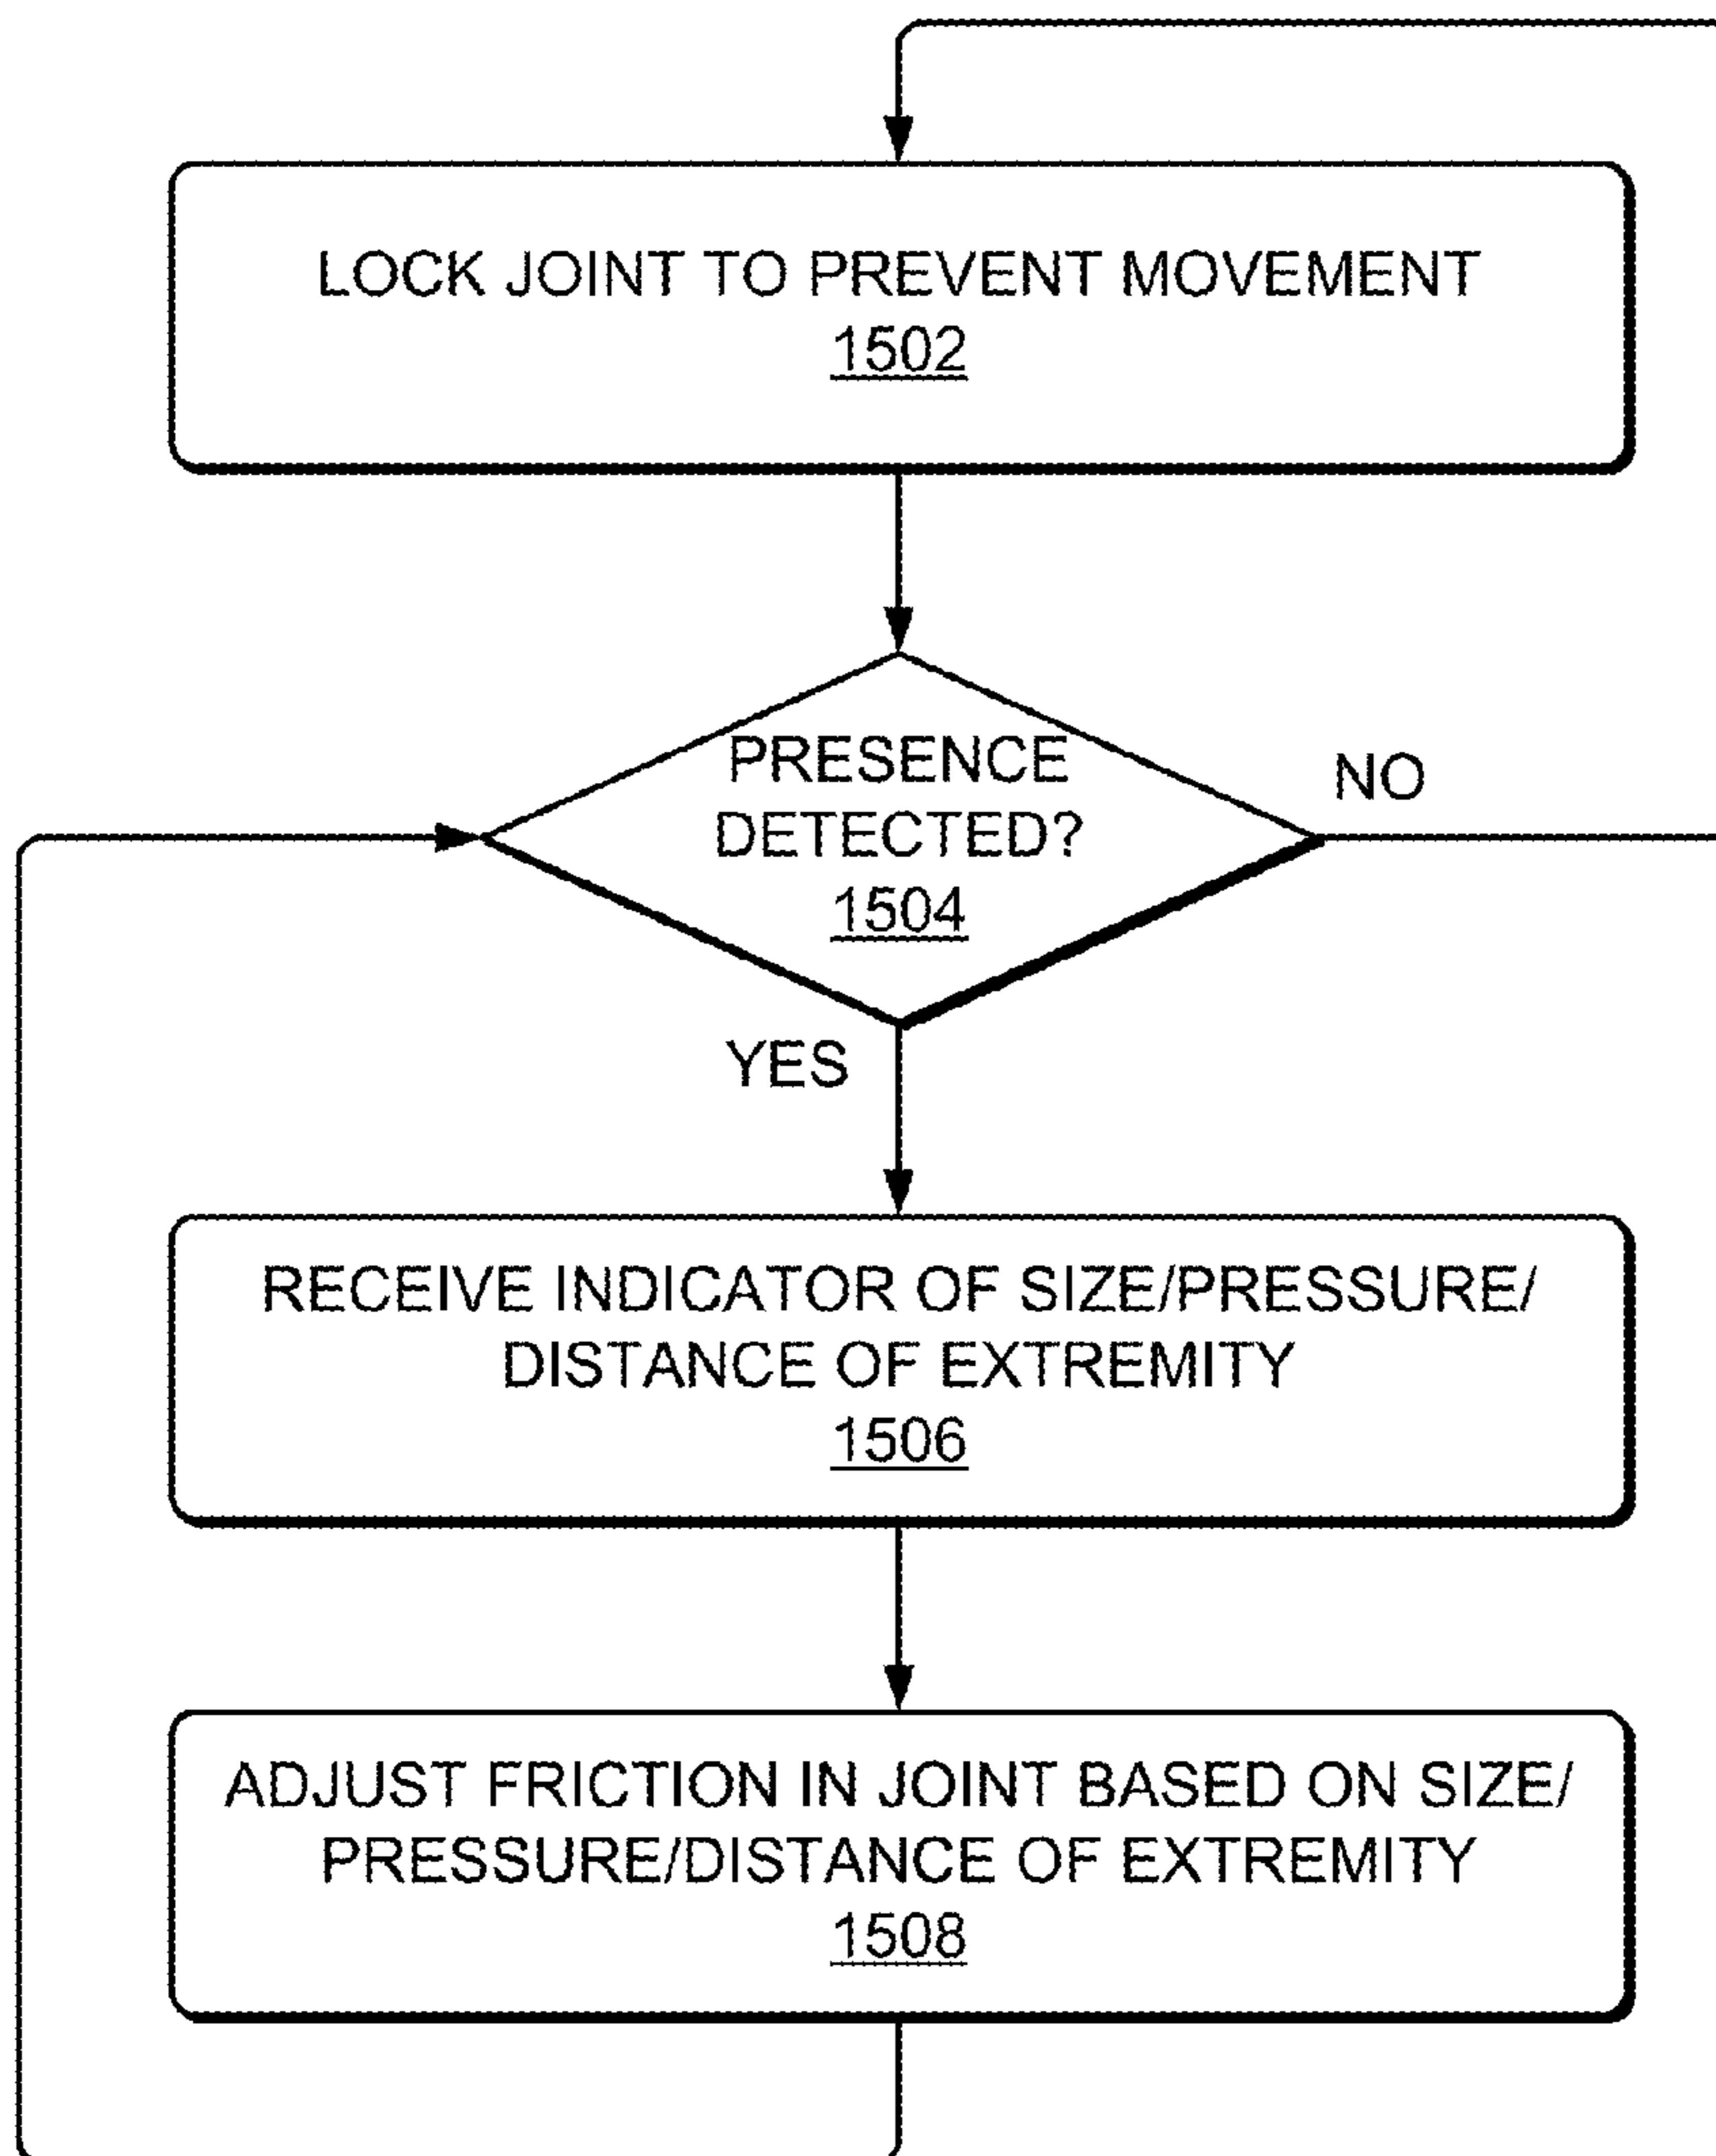 LOCK JOINT TO PREVENT MOVEMENT
1502
PRESENCE
DETECTED?
1504
NO
YES
RECEIVE INDICATOR OF SIZE/PRESSURE/
DISTANCE OF EXTREMITY
1506
ADJUST FRICTION IN JOINT BASED ON SIZE/
PRESSURE/DISTANCE OF EXTREMITY
1508